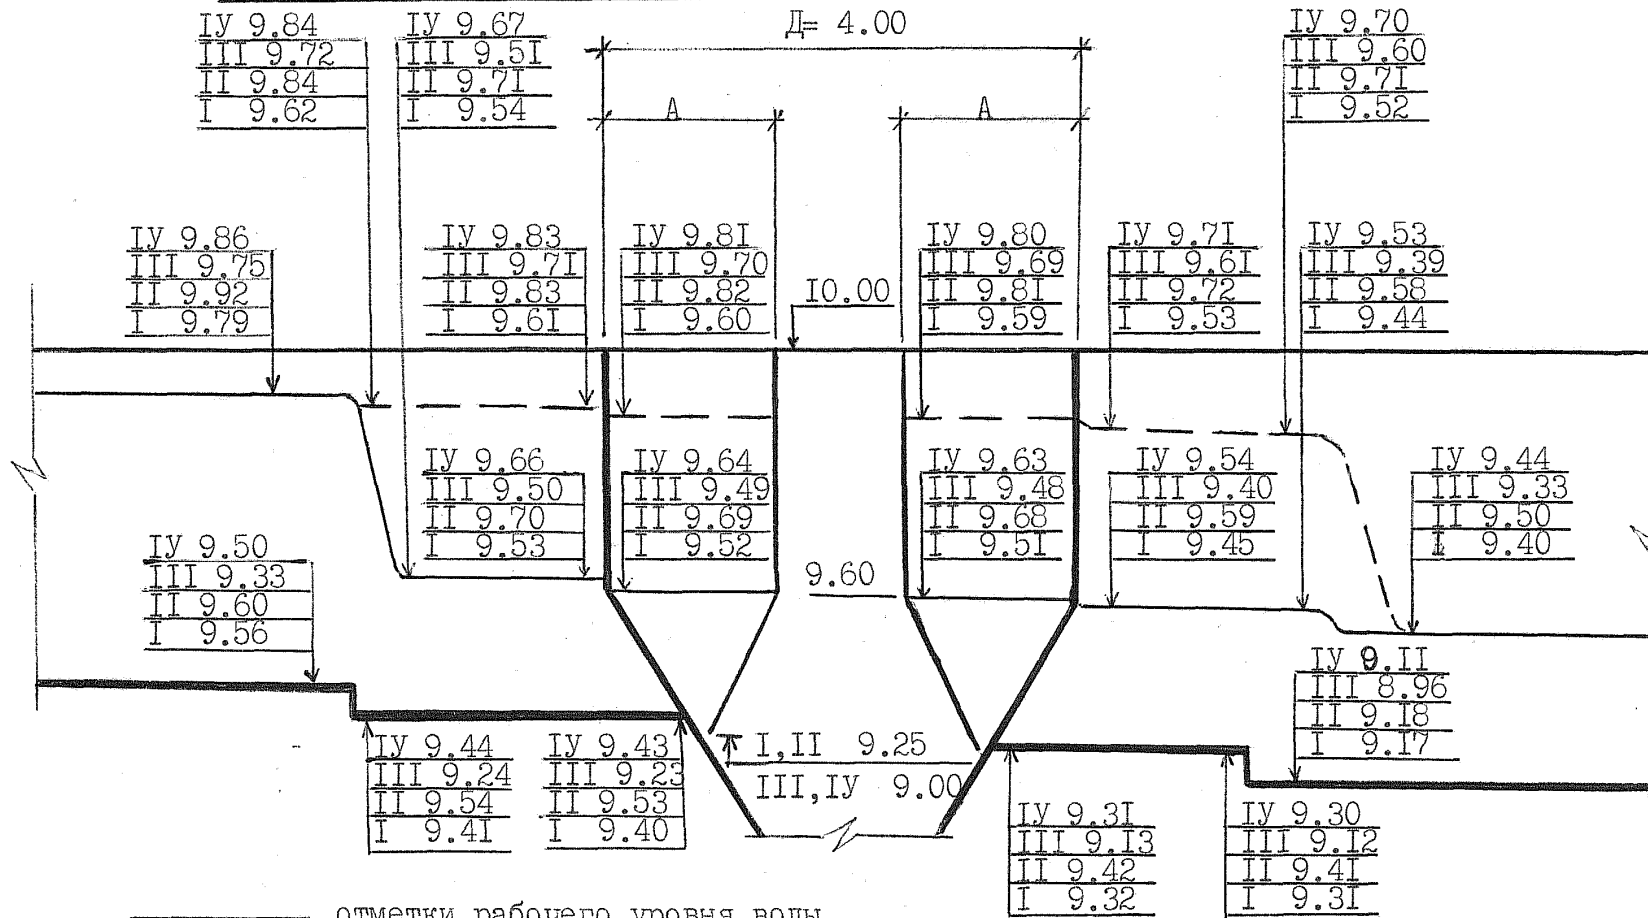 IУ 9.84
III 9.72
II 9.84
I 9.62
IУ 9.67
III 9.5I
II 9.7I
I 9.54
Д= 4.00
IУ 9.70
III 9.60
II 9.7I
I 9.52
А
А
IУ 9.86
III 9.75
II 9.92
I 9.79
IУ 9.83
III 9.7I
II 9.83
I 9.6I
IУ 9.8I
III 9.70
II 9.82
I 9.60
I0.00
IУ 9.80
III 9.69
II 9.8I
I 9.59
IУ 9.7I
III 9.6I
II 9.72
I 9.53
IУ 9.53
III 9.39
II 9.58
I 9.44
IУ 9.66
III 9.50
II 9.70
I 9.53
IУ 9.64
III 9.49
II 9.69
I 9.52
IУ 9.63
III 9.48
II 9.68
I 9.5I
IУ 9.54
III 9.40
II 9.59
I 9.45
IУ 9.44
III 9.33
II 9.50
I 9.40
IУ 9.50
III 9.33
II 9.60
I 9.56
9.60
IУ 9.II
III 8.96
II 9.I8
I 9.I7
IУ 9.44
III 9.24
II 9.54
I 9.4I
IУ 9.43
III 9.23
II 9.53
I 9.40
I,II 9.25
III,IУ 9.00
IУ 9.3I
III 9.I3
II 9.42
I 9.32
IУ 9.30
III 9.I2
II 9.4I
I 9.3I
отметки рабочего уровня воды